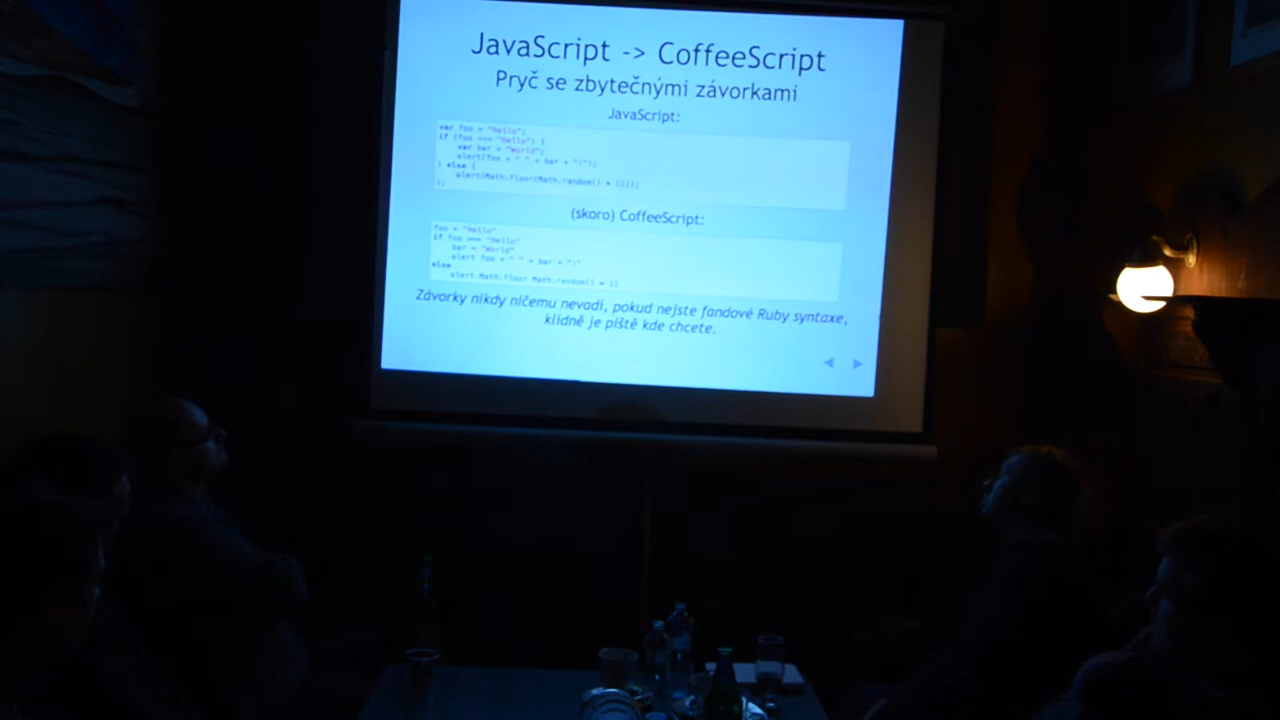 JavaScript -> CoffeeScript
Pryč se zbytečnými závorkami
JavaScript:
var foo = "Hello";
if (foo === "Hello") {
var bar = "World";
alert(foo + " " + bar + "!");
} else {
alert(Math.floor(Math.random() * 11));
};
(skoro) CoffeeScript:
foo = "Hello"
if foo === "Hello"
bar = "World"
alert foo + " " + bar + "!"
else
alert Math.floor Math.random() * 11
Závorky nikdy ničemu nevadí, pokud nejste fandové Ruby syntaxe,
klidně je pište kde chcete.